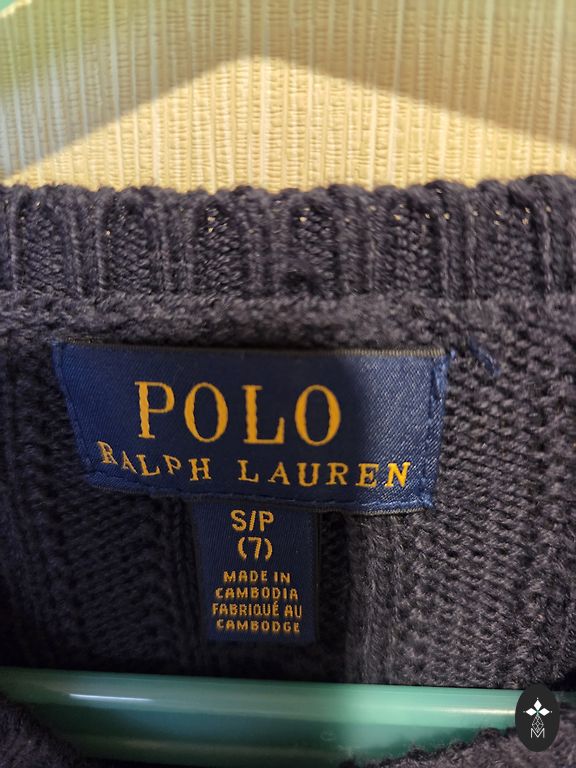 POLO
RALPH LAUREN
S/P
(7)
MADE IN
CAMBODIA
FABRIQUÉ AU
CAMBODGE
M